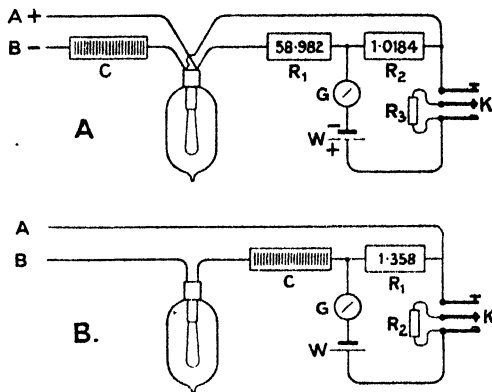 A +
B −
C
58·982
R₁
1·0184
R₂
G
R₃
K
W
−
+
A
A
B
C
1·358
R₁
G
R₂
K
W
B.